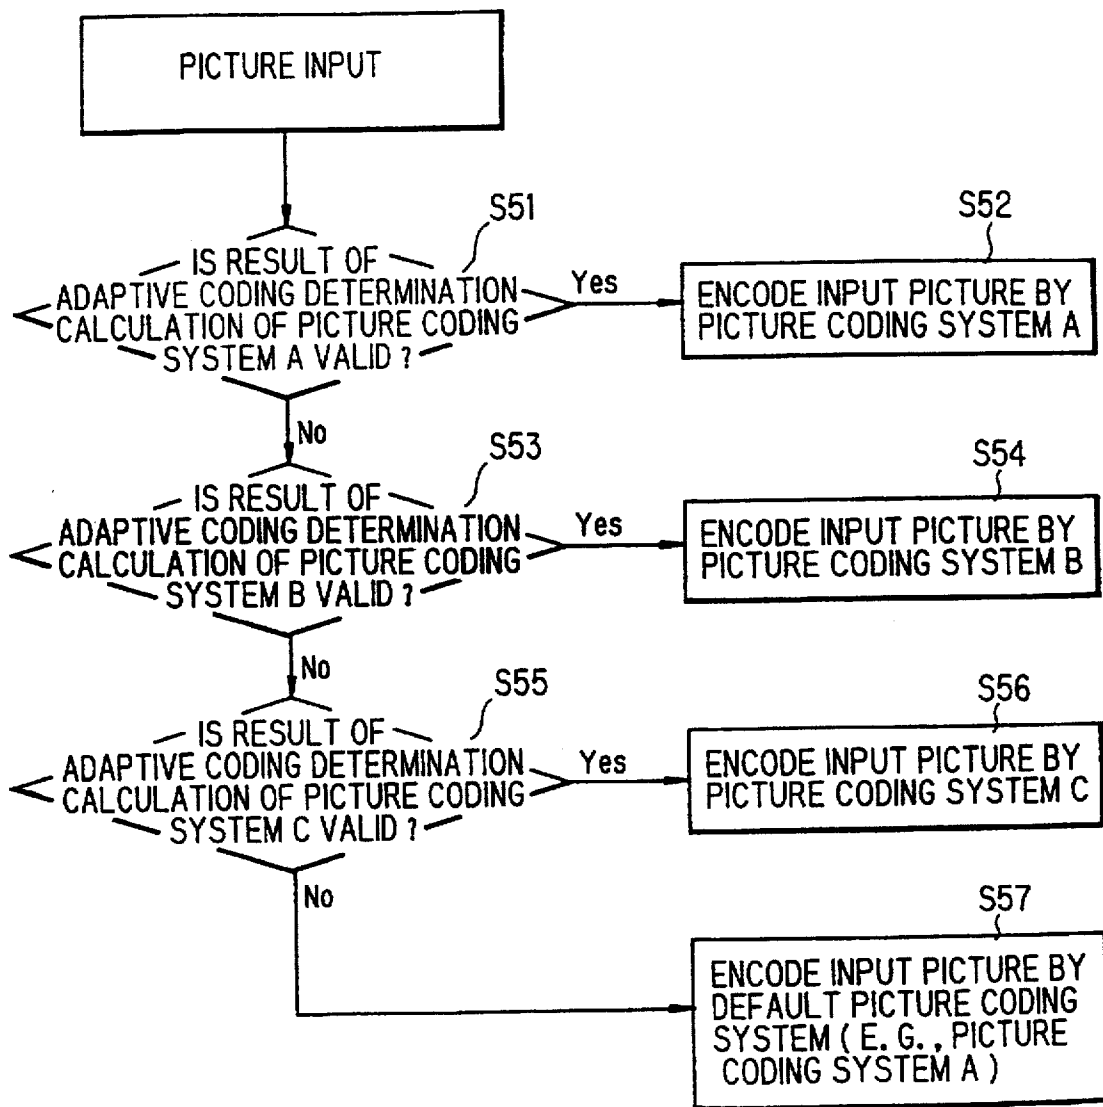 PICTURE INPUT
S51
IS RESULT OF
ADAPTIVE CODING DETERMINATION
CALCULATION OF PICTURE CODING
SYSTEM A VALID ?
Yes
S52
ENCODE INPUT PICTURE BY
PICTURE CODING SYSTEM A
No
S53
IS RESULT OF
ADAPTIVE CODING DETERMINATION
CALCULATION OF PICTURE CODING
SYSTEM B VALID ?
Yes
S54
ENCODE INPUT PICTURE BY
PICTURE CODING SYSTEM B
No
S55
IS RESULT OF
ADAPTIVE CODING DETERMINATION
CALCULATION OF PICTURE CODING
SYSTEM C VALID ?
Yes
S56
ENCODE INPUT PICTURE BY
PICTURE CODING SYSTEM C
No
S57
ENCODE INPUT PICTURE BY
DEFAULT PICTURE CODING
SYSTEM ( E. G. , PICTURE
CODING SYSTEM A )